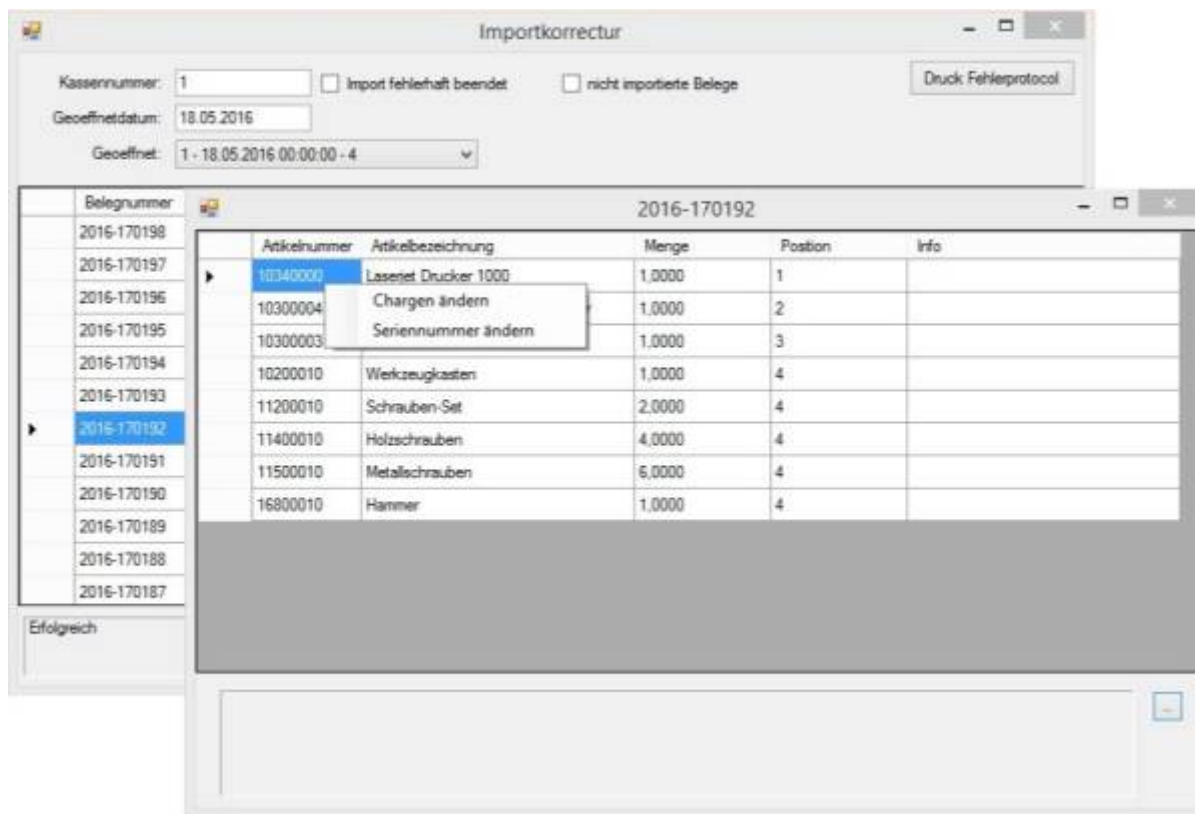 Importkorrectur
Kassennummer: 1 Import fehlerhaft beendet nicht importierte Belege Druck Fehlerprotocol
Geoeffnetdatum: 18.05.2016
Geoeffnet: 1 - 18.05.2016 00:00:00 - 4
Belegnummer
2016-170198
2016-170197
2016-170196
2016-170195
2016-170194
2016-170193
2016-170192
2016-170191
2016-170190
2016-170189
2016-170188
2016-170187
Erfolgreich
2016-170192
Artikelnummer Artikelbezeichnung Menge Position Info
10340000 Laserjet Drucker 1000 1,0000 1
10300004 1,0000 2
10300003 1,0000 3
Chargen ändern
Seriennummer ändern
10200010 Werkzeugkasten 1,0000 4
11200010 Schrauben-Set 2,0000 4
11400010 Holzschrauben 4,0000 4
11500010 Metallschrauben 6,0000 4
16800010 Hammer 1,0000 4
...